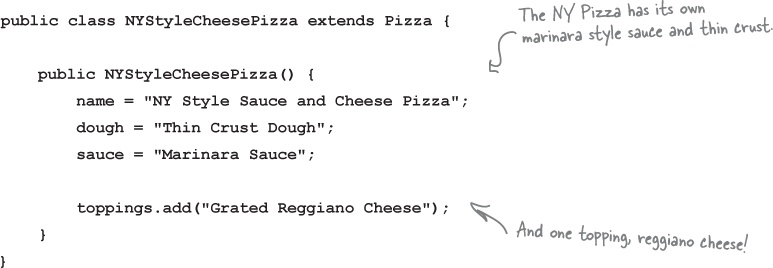 public class NYStyleCheesePizza extends Pizza {
The NY Pizza has its own
marinara style sauce and thin crust.
public NYStyleCheesePizza() {
name = "NY Style Sauce and Cheese Pizza";
dough = "Thin Crust Dough";
sauce = "Marinara Sauce";
toppings.add("Grated Reggiano Cheese");
And one topping, reggiano cheese!
}
}